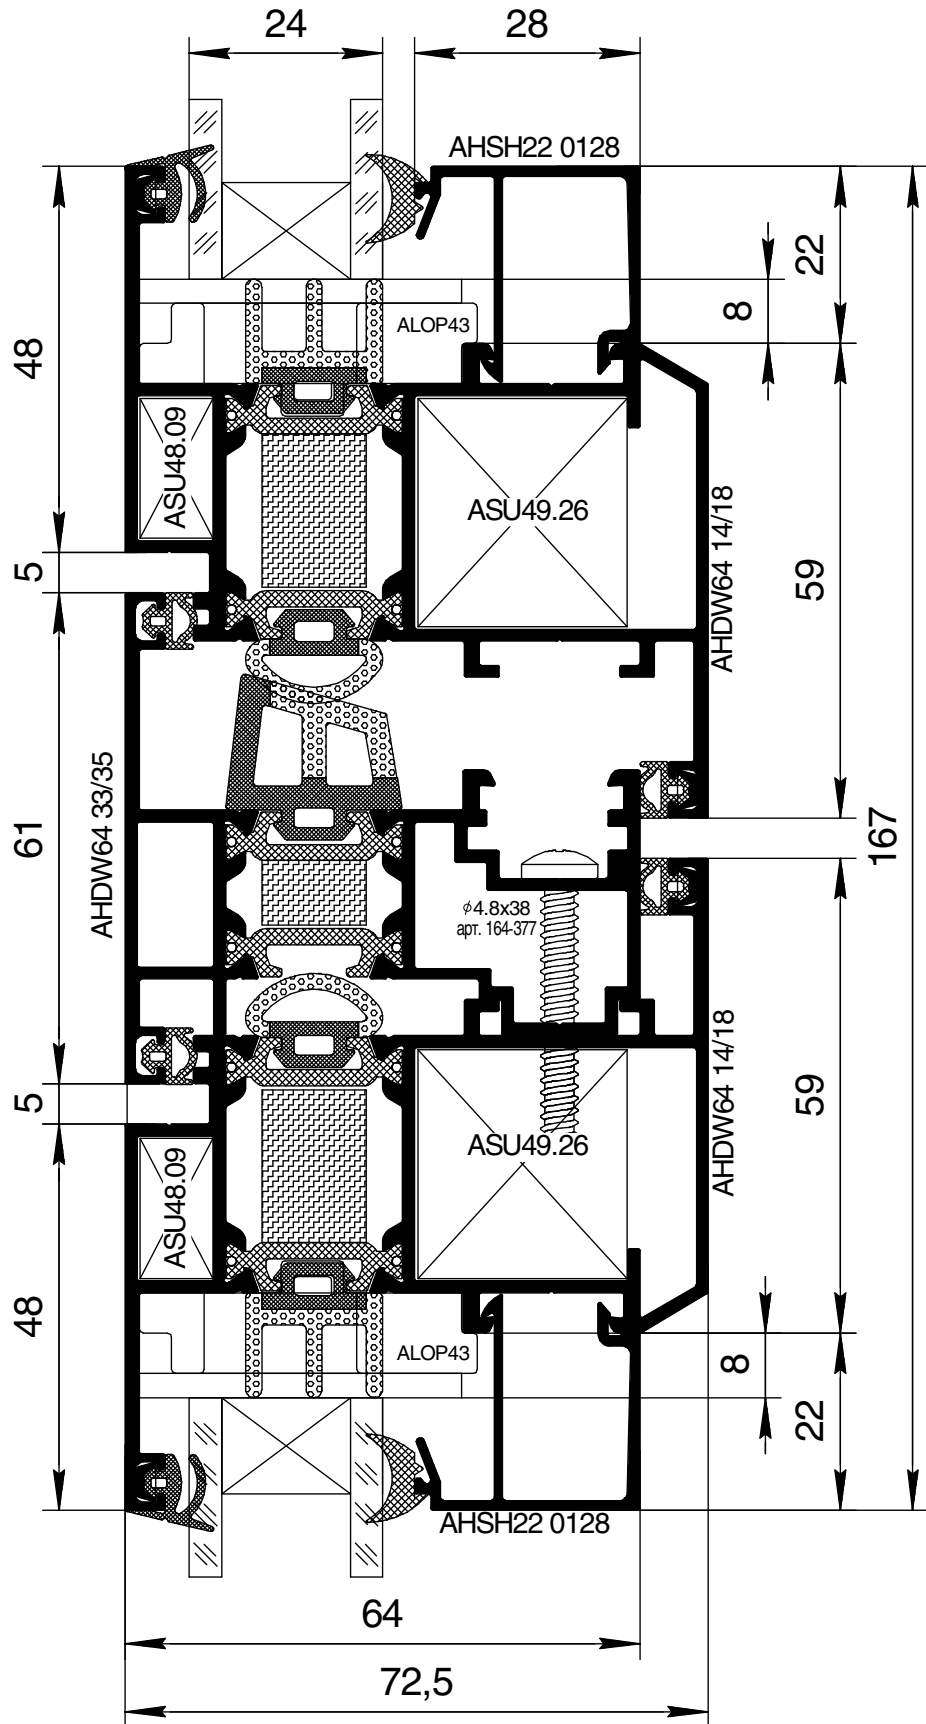 24
28
AHSH22 0128
22
8
ALOP43
48
ASU48.09
ASU49.26
AHDW64 14/18
59
5
AHDW64 33/35
61
167
ϕ4.8x38
арт. 164-377
AHDW64 14/18
59
5
ASU49.26
ASU48.09
48
ALOP43
8
22
AHSH22 0128
64
72,5